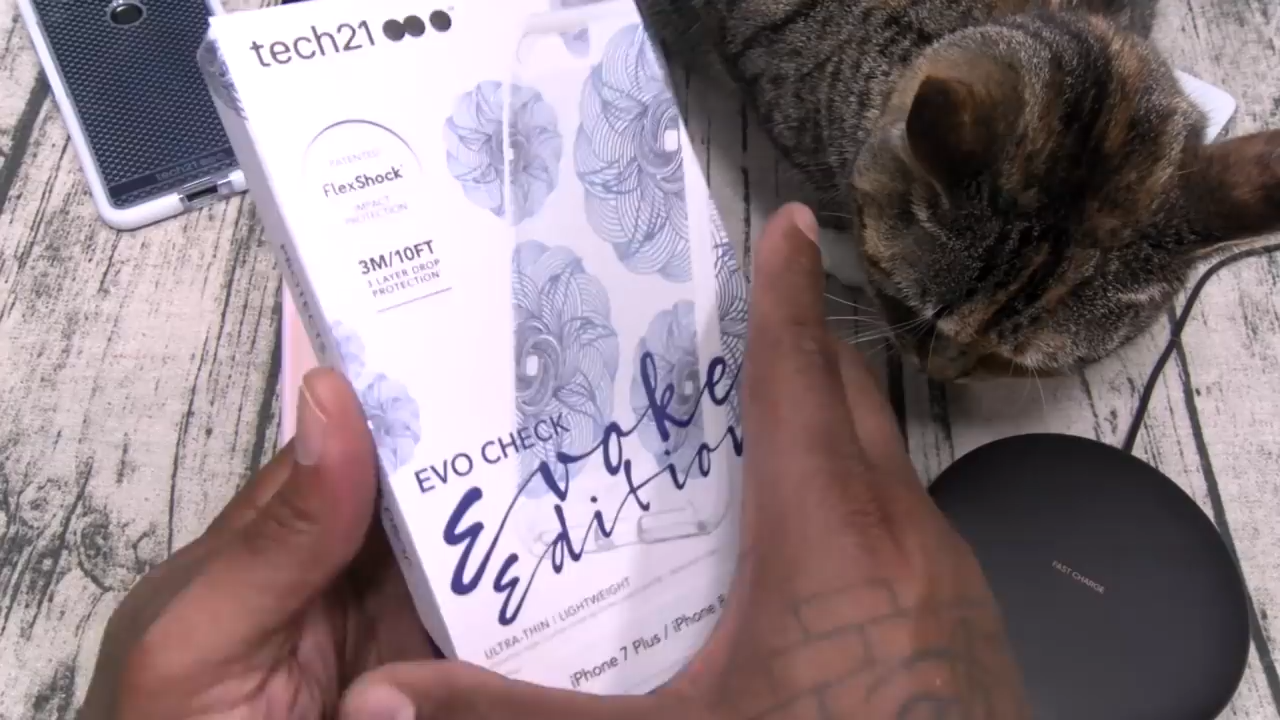 tech21
PATENTED
FlexShock
IMPACT
PROTECTION
3M/10FT
3 LAYER DROP
PROTECTION
EVO CHECK
Evoke
Edition
ULTRA-THIN / LIGHTWEIGHT
iPhone 7 Plus / iPhone 8
FAST CHARGE